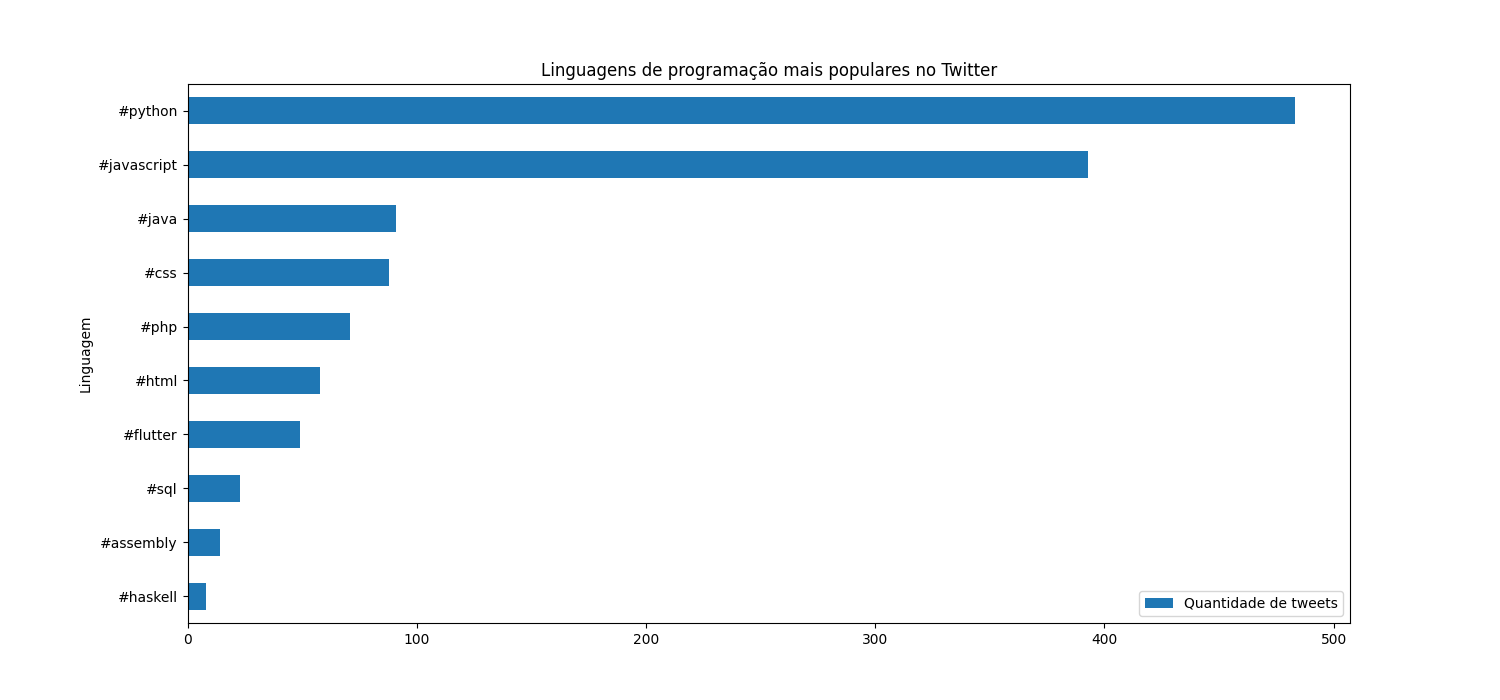 Linguagens de programação mais populares no Twitter
#python
#javascript
#java
#css
#php
#html
#flutter
#sql
#assembly
#haskell
Linguagem
Quantidade de tweets
0 100 200 300 400 500